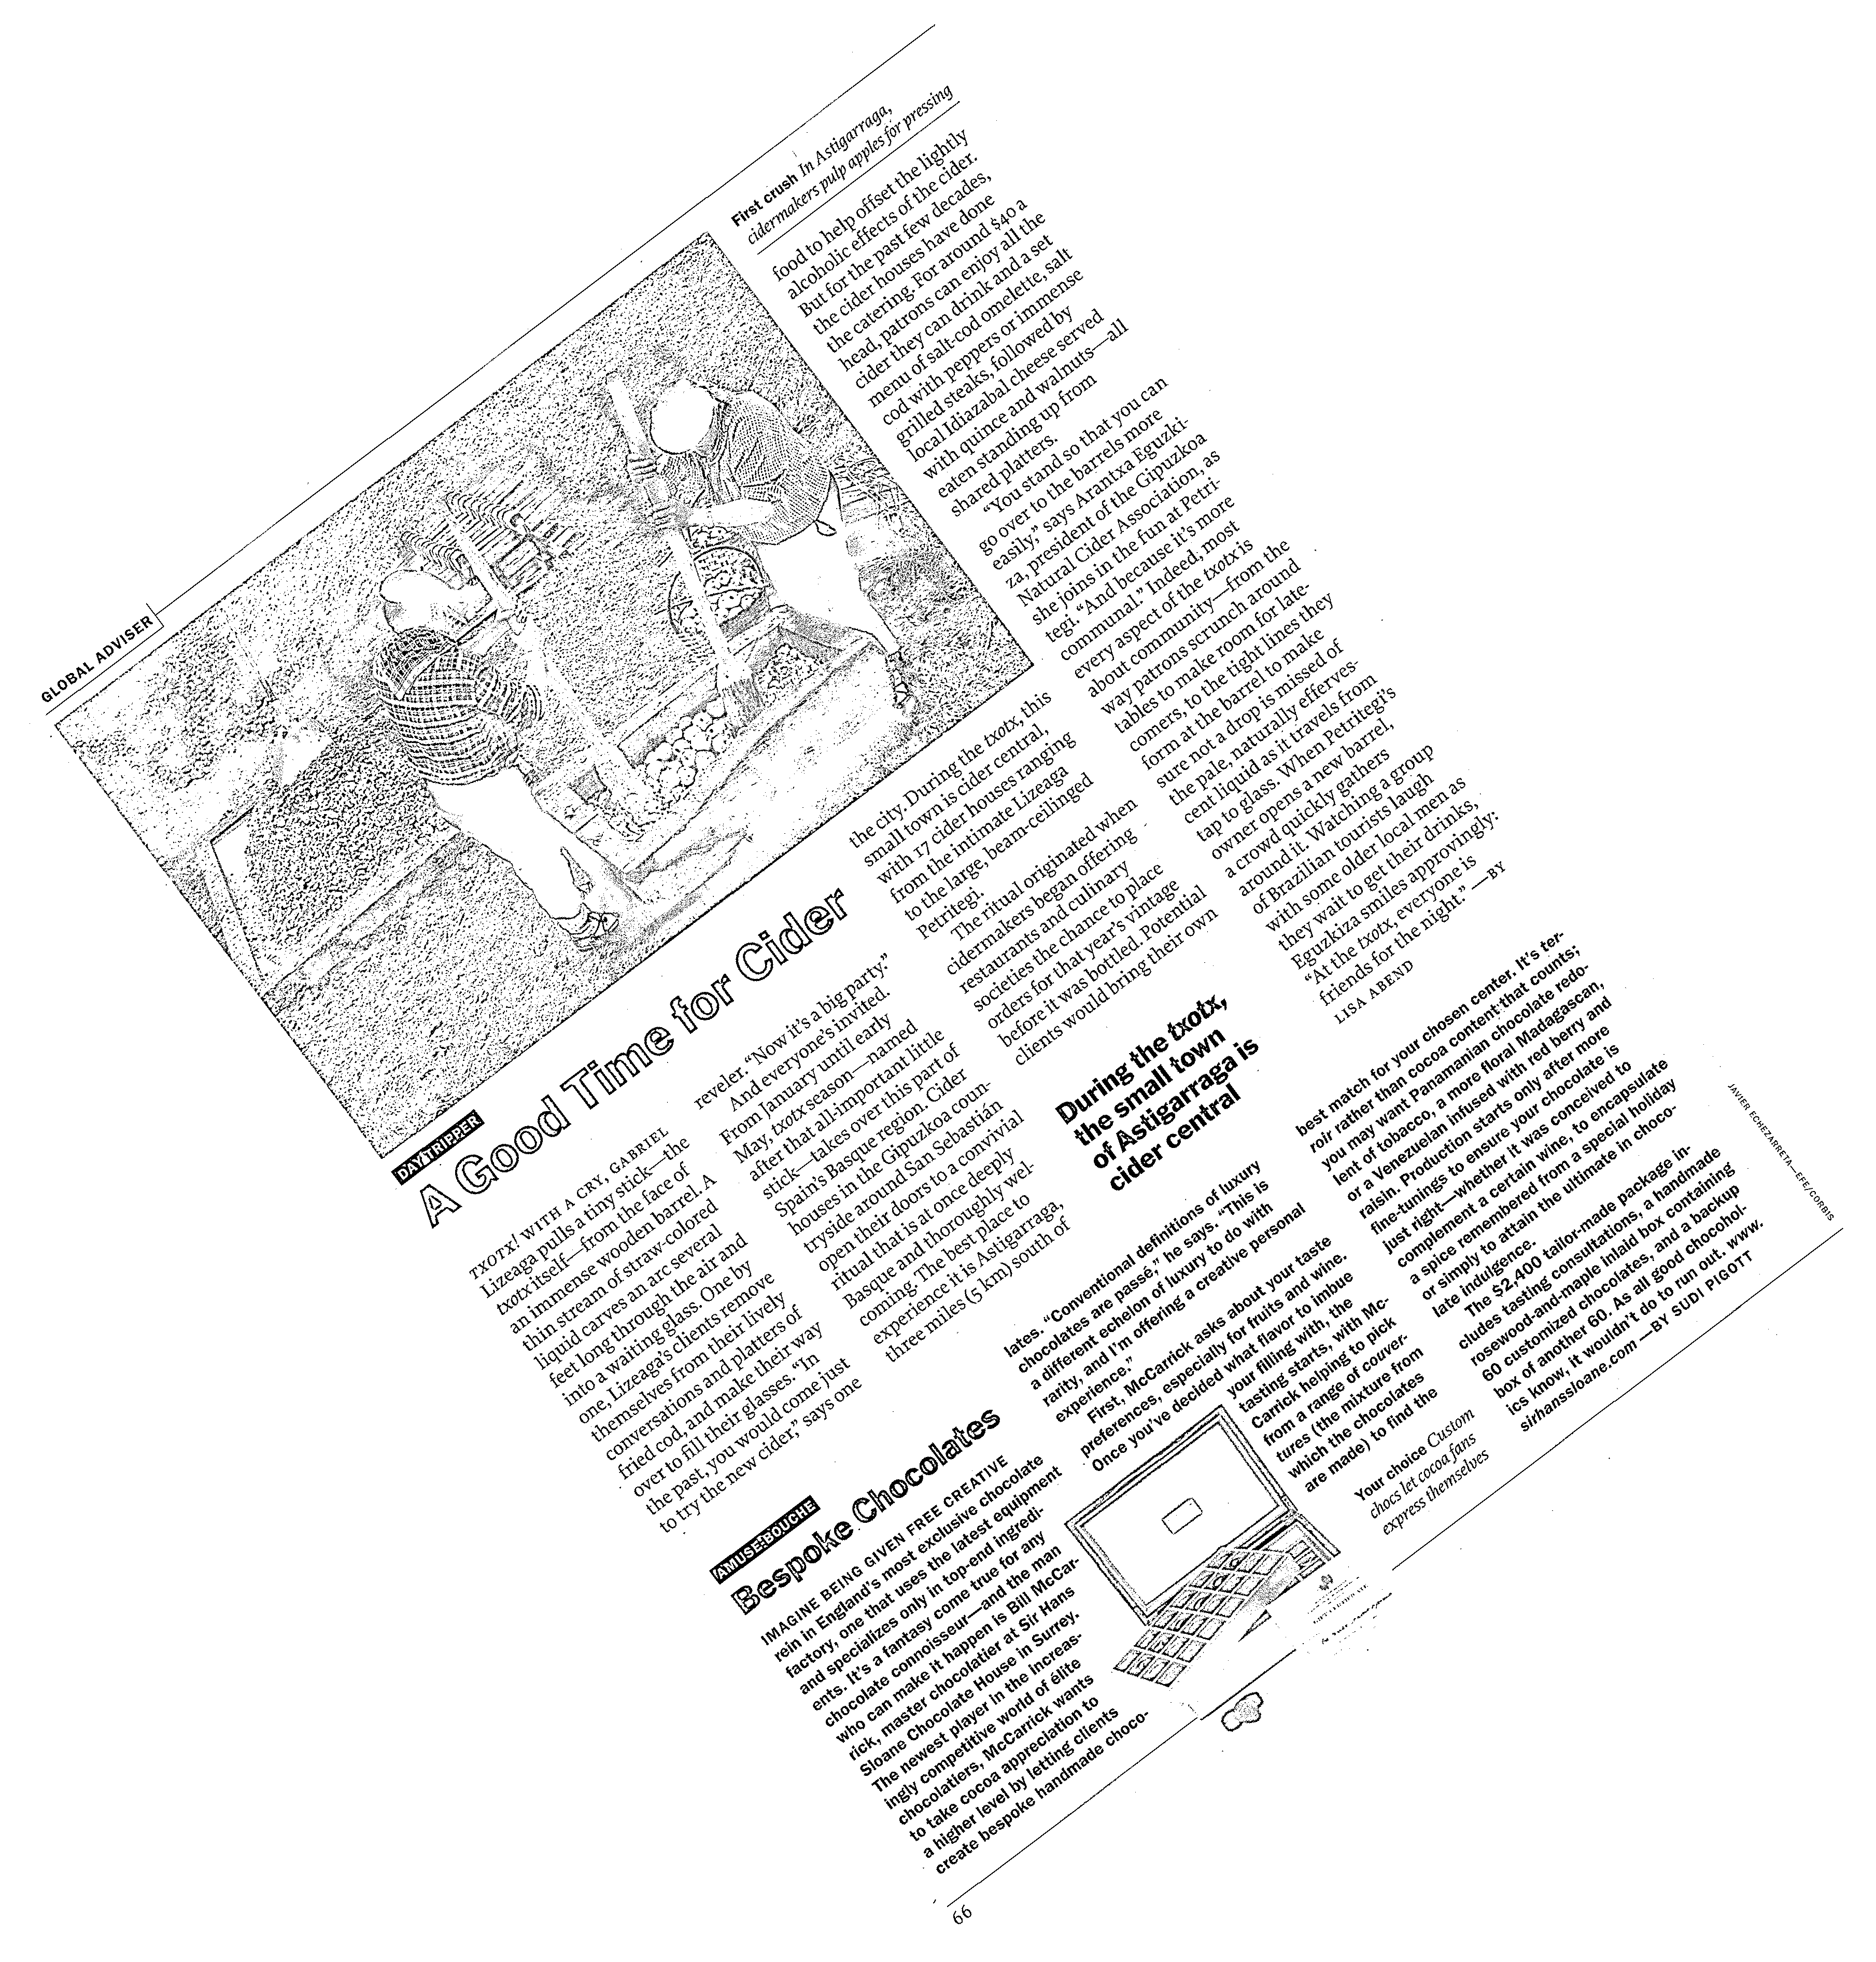 GLOBAL ADVISER
First crush In Astigarraga,
cidermakers pulp apples for pressing
DAYTRIPPER
A Good Time for Cider
TXOTX! WITH A CRY, GABRIEL
Lizeaga pulls a tiny stick—the
txotx itself—from the face of
an immense wooden barrel. A
thin stream of straw-colored
liquid carves an arc several
feet long through the air and
into a waiting glass. One by
one, Lizeaga's clients remove
themselves from their lively
conversations and platters of
fried cod, and make their way
over to fill their glasses. "In
the past, you would come just
to try the new cider," says one
reveler. "Now it's a big party."
And everyone's invited.
From January until early
May, txotx season—named
after that all-important little
stick—takes over this part of
Spain's Basque region. Cider
houses in the Gipuzkoa coun-
tryside around San Sebastián
open their doors to a convivial
ritual that is at once deeply
Basque and thoroughly wel-
coming. The best place to
experience it is Astigarraga,
three miles (5 km) south of
the city. During the txotx, this
small town is cider central,
with 17 cider houses ranging
from the intimate Lizeaga
to the large, beam-ceilinged
Petritegi.
The ritual originated when
cidermakers began offering
restaurants and culinary
societies the chance to place
orders for that year's vintage
before it was bottled. Potential
clients would bring their own
During the txotx,
the small town
of Astigarraga is
cider central
food to help offset the lightly
alcoholic effects of the cider.
But for the past few decades,
the cider houses have done
the catering. For around $40 a
head, patrons can enjoy all the
cider they can drink and a set
menu of salt-cod omelette, salt
cod with peppers or immense
grilled steaks, followed by
local Idiazabal cheese served
with quince and walnuts—all
eaten standing up from
shared platters.
"You stand so that you can
go over to the barrels more
easily," says Arantxa Eguzki-
za, president of the Gipuzkoa
Natural Cider Association, as
she joins in the fun at Petri-
tegi. "And because it's more
communal." Indeed, most
every aspect of the txotx is
about community—from the
way patrons scrunch around
tables to make room for late-
comers, to the tight lines they
form at the barrel to make
sure not a drop is missed of
the pale, naturally efferves-
cent liquid as it travels from
tap to glass. When Petritegi's
owner opens a new barrel,
a crowd quickly gathers
around it. Watching a group
of Brazilian tourists laugh
with some older local men as
they wait to get their drinks,
Eguzkiza smiles approvingly:
"At the txotx, everyone is
friends for the night." —BY
LISA ABEND
AMUSE-BOUCHE
Bespoke Chocolates
IMAGINE BEING GIVEN FREE CREATIVE
rein in England's most exclusive chocolate
factory, one that uses the latest equipment
and specializes only in top-end ingredi-
ents. It's a fantasy come true for any
chocolate connoisseur—and the man
who can make it happen is Bill McCar-
rick, master chocolatier at Sir Hans
Sloane Chocolate House in Surrey.
The newest player in the increas-
ingly competitive world of élite
chocolatiers, McCarrick wants
to take cocoa appreciation to
a higher level by letting clients
create bespoke handmade choco-
lates. "Conventional definitions of luxury
chocolates are passé," he says. "This is
a different echelon of luxury to do with
rarity, and I'm offering a creative personal
experience."
First, McCarrick asks about your taste
preferences, especially for fruits and wine.
Once you've decided what flavor to imbue
your filling with, the
tasting starts, with Mc-
Carrick helping to pick
from a range of couver-
tures (the mixture from
which the chocolates
are made) to find the
best match for your chosen center. It's ter-
roir rather than cocoa content that counts;
you may want Panamanian chocolate redo-
lent of tobacco, a more floral Madagascan,
or a Venezuelan infused with red berry and
raisin. Production starts only after more
fine-tunings to ensure your chocolate is
just right—whether it was conceived to
complement a certain wine, to encapsulate
a spice remembered from a special holiday
or simply to attain the ultimate in choco-
late indulgence.
The $2,400 tailor-made package in-
cludes tasting consultations, a handmade
rosewood-and-maple inlaid box containing
60 customized chocolates, and a backup
box of another 60. As all good chocohol-
ics know, it wouldn't do to run out. www.
sirhanssloane.com —BY SUDI PIGOTT
Your choice Custom
chocs let cocoa fans
express themselves
JAVIER ECHEZARRETA—EFE/CORBIS
66